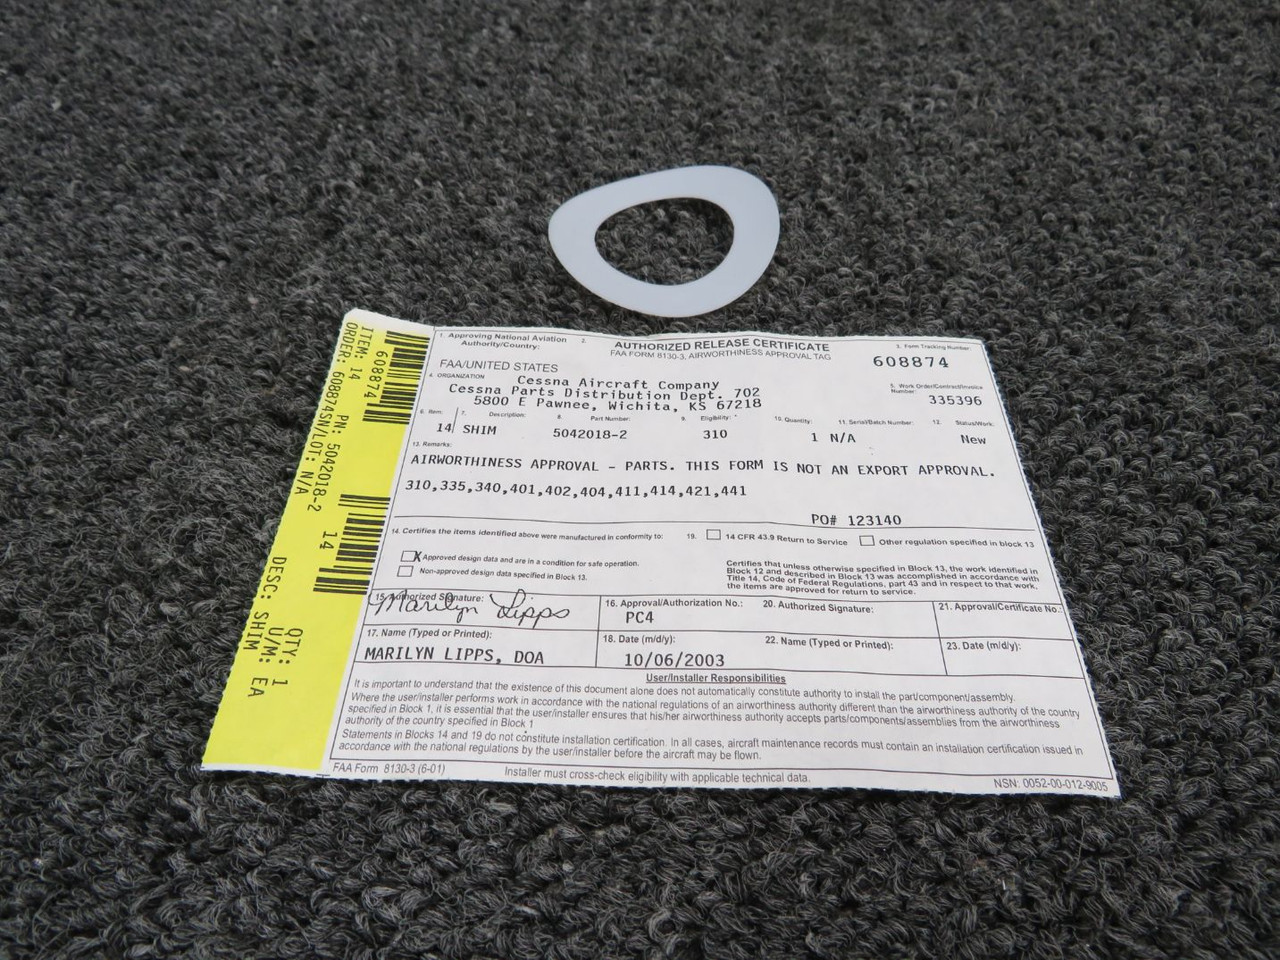 ITEM: 14
ORDER: 608874SN/LOT: N/A
608874
PN: 5042018-2
14
DESC: SHIM
QTY: 1
U/M: EA
1. Approving National Aviation Authority/Country:
FAA/UNITED STATES
2.
AUTHORIZED RELEASE CERTIFICATE
FAA FORM 8130-3, AIRWORTHINESS APPROVAL TAG
3. Form Tracking Number:
608874
4. ORGANIZATION
Cessna Aircraft Company
Cessna Parts Distribution Dept. 702
5800 E Pawnee, Wichita, KS 67218
5. Work Order/Contract/Invoice Number:
335396
6. Item: 7. Description: 8. Part Number: 9. Eligibility: * 10. Quantity: 11. Serial/Batch Number: 12. Status/Work:
14 SHIM 5042018-2 310 1 N/A New
13. Remarks:
AIRWORTHINESS APPROVAL - PARTS. THIS FORM IS NOT AN EXPORT APPROVAL.
310,335,340,401,402,404,411,414,421,441
PO# 123140
14. Certifies the items identified above were manufactured in conformity to:
X Approved design data and are in a condition for safe operation.
Non-approved design data specified in Block 13.
19. 14 CFR 43.9 Return to Service Other regulation specified in block 13
Certifies that unless otherwise specified in Block 13, the work identified in
Block 12 and described in Block 13 was accomplished in accordance with
Title 14, Code of Federal Regulations, part 43 and in respect to that work,
the items are approved for return to service.
15. Authorized Signature:
Marilyn Lipps
16. Approval/Authorization No.:
PC4
20. Authorized Signature:
21. Approval/Certificate No.:
17. Name (Typed or Printed):
MARILYN LIPPS, DOA
18. Date (m/d/y):
10/06/2003
22. Name (Typed or Printed):
23. Date (m/d/y):
User/Installer Responsibilities
It is important to understand that the existence of this document alone does not automatically constitute authority to install the part/component/assembly.
Where the user/installer performs work in accordance with the national regulations of an airworthiness authority different than the airworthiness authority of the country
specified in Block 1, it is essential that the user/installer ensures that his/her airworthiness authority accepts parts/components/assemblies from the airworthiness
authority of the country specified in Block 1
Statements in Blocks 14 and 19 do not constitute installation certification. In all cases, aircraft maintenance records must contain an installation certification issued in
accordance with the national regulations by the user/installer before the aircraft may be flown.
FAA Form 8130-3 (6-01)
Installer must cross-check eligibility with applicable technical data.
NSN: 0052-00-012-9005